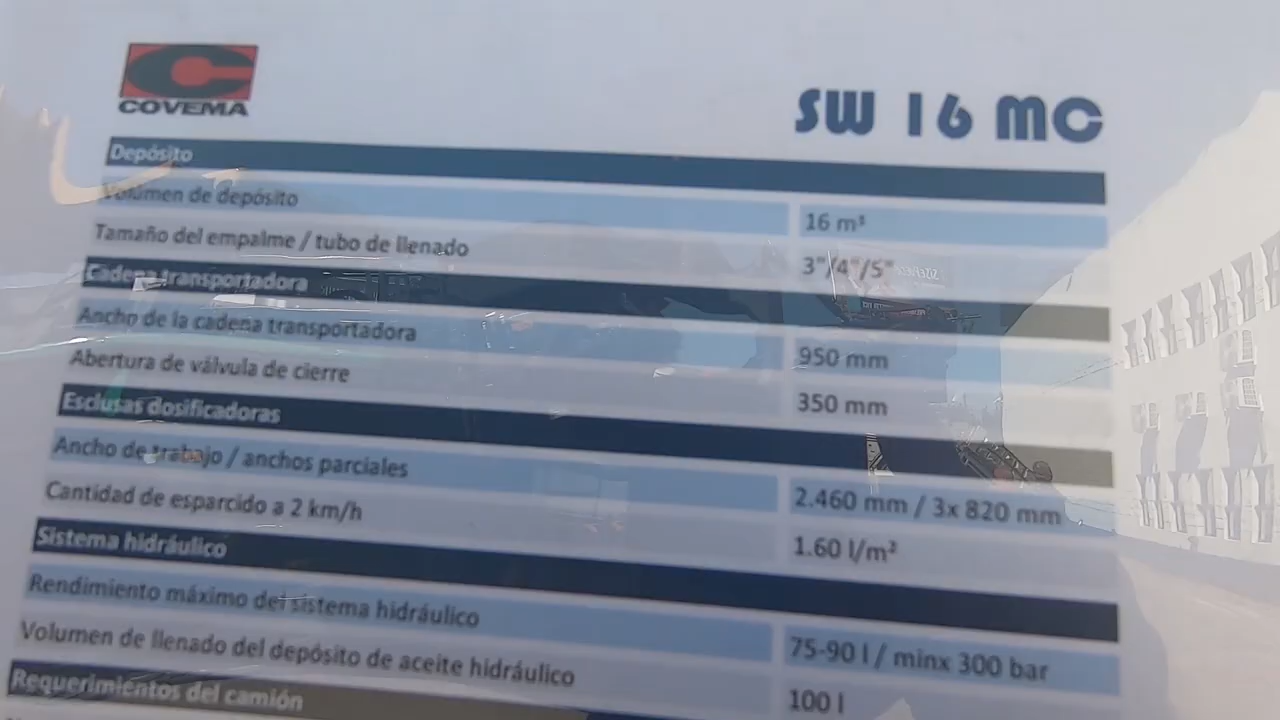 COVEMA
SW 16 MC
Depósito
Volumen de depósito 16 m³
Tamaño del empalme / tubo de llenado 3"/4"/5"
Cadena transportadora
Ancho de la cadena transportadora 950 mm
Abertura de válvula de cierre 350 mm
Esclusas dosificadoras
Ancho de trabajo / anchos parciales 2.460 mm / 3x 820 mm
Cantidad de esparcido a 2 km/h 1.60 l/m²
Sistema hidráulico
Rendimiento máximo del sistema hidráulico 75-90 l / minx 300 bar
Volumen de llenado del depósito de aceite hidráulico 100 l
Requerimientos del camión